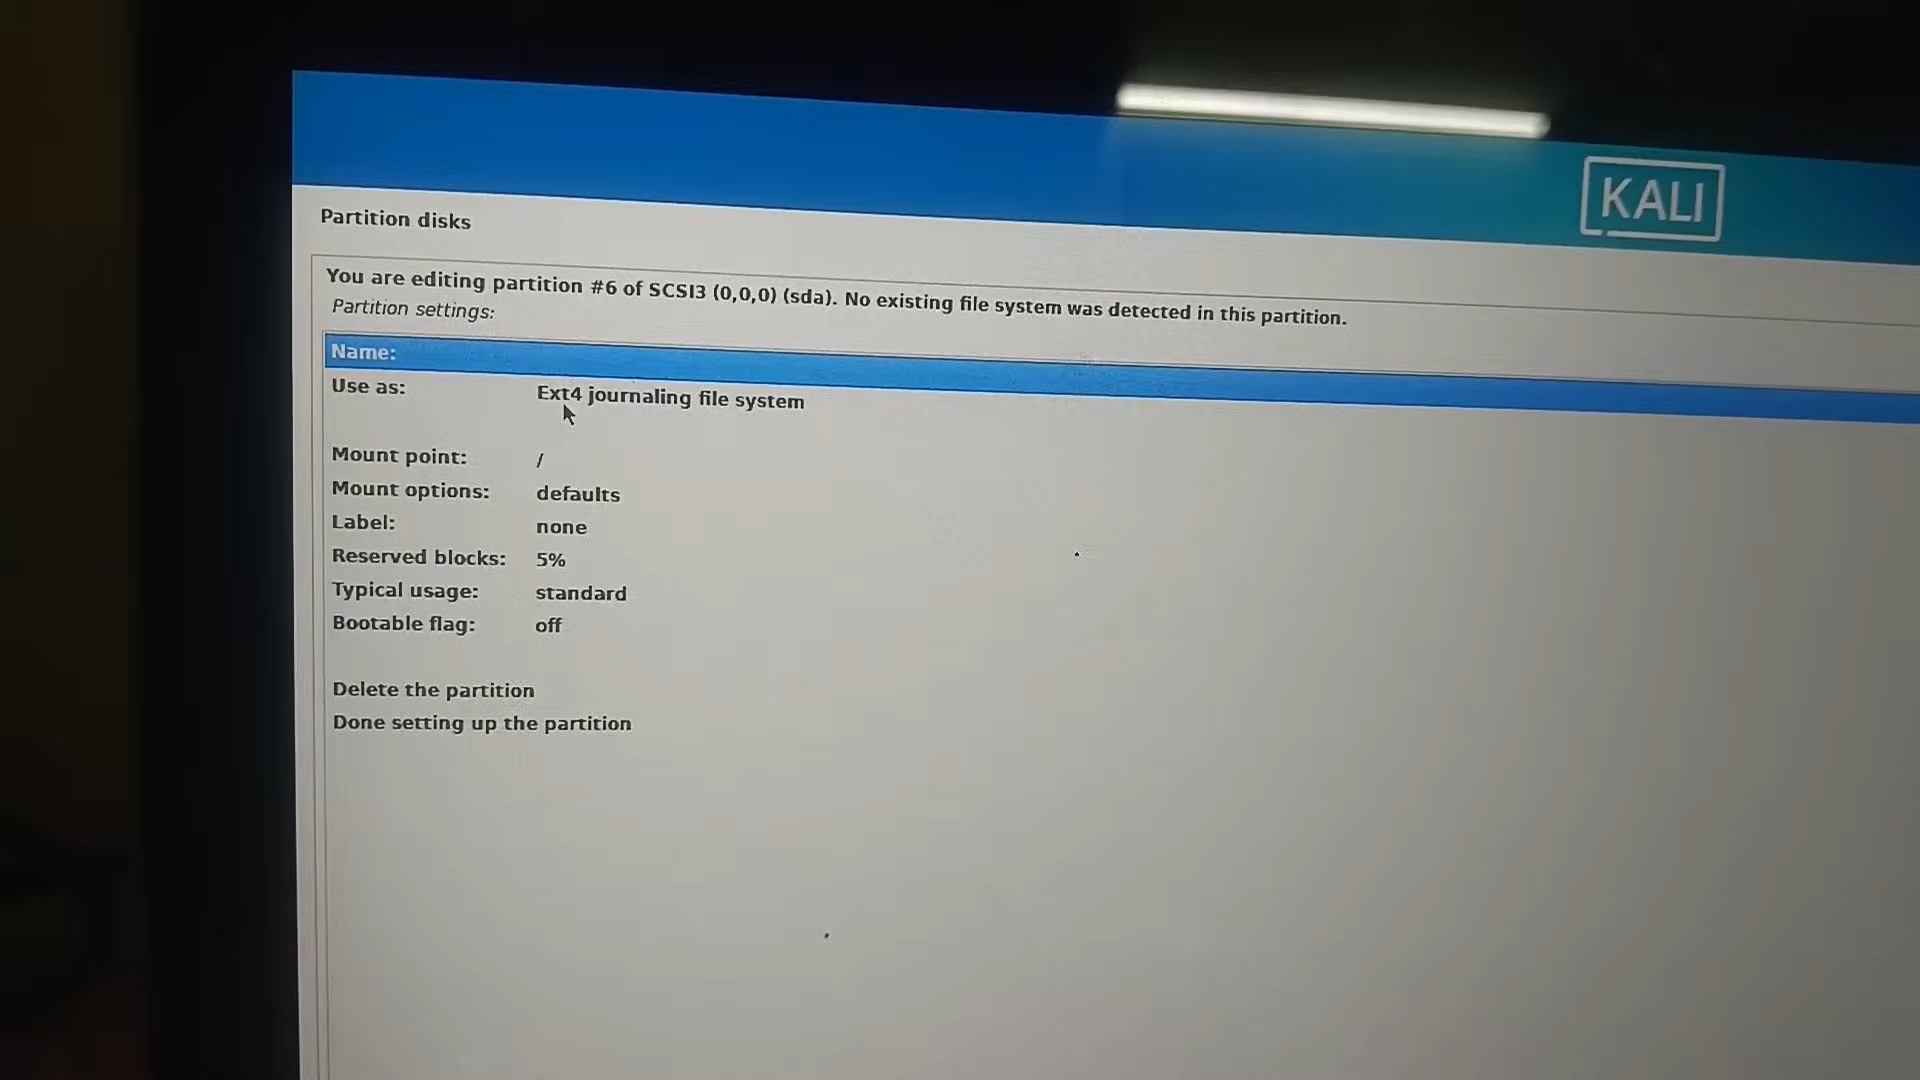 KALI
Partition disks
You are editing partition #6 of SCSI3 (0,0,0) (sda). No existing file system was detected in this partition.
Partition settings:
Name:
Use as: Ext4 journaling file system
Mount point: /
Mount options: defaults
Label: none
Reserved blocks: 5%
Typical usage: standard
Bootable flag: off
Delete the partition
Done setting up the partition